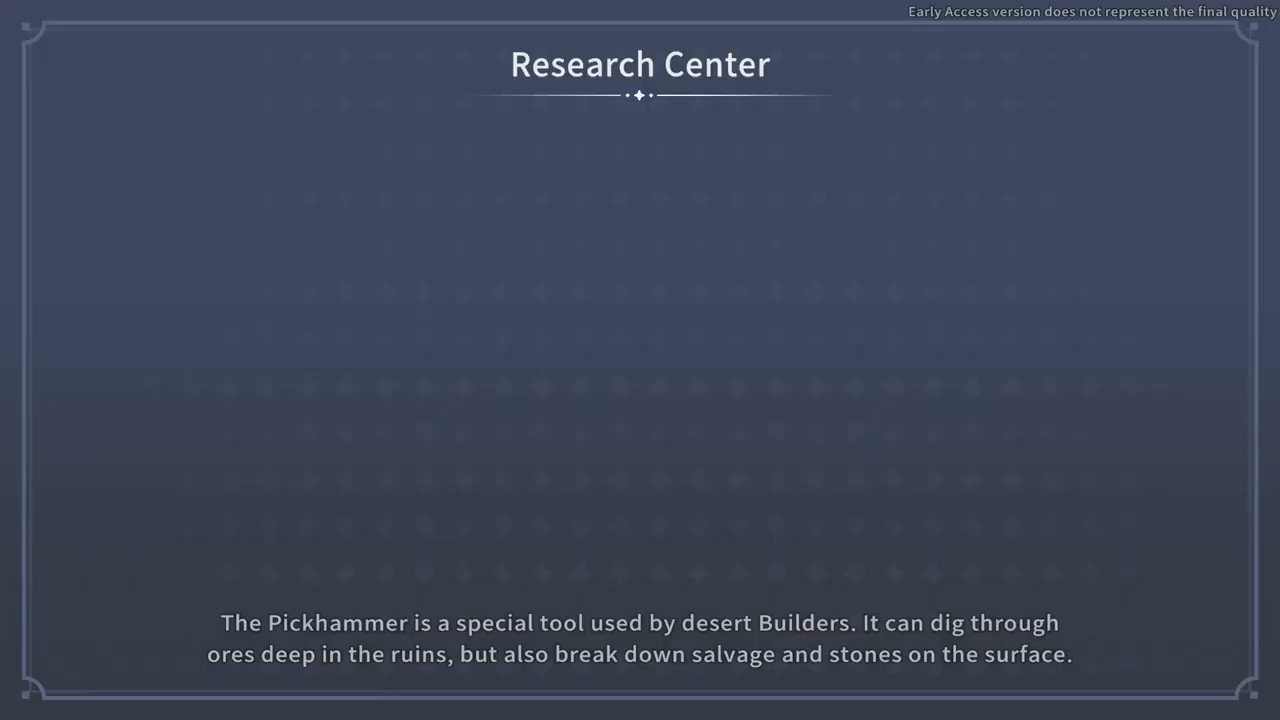 Early Access version does not represent the final quality
Research Center
The Pickhammer is a special tool used by desert Builders. It can dig through
ores deep in the ruins, but also break down salvage and stones on the surface.